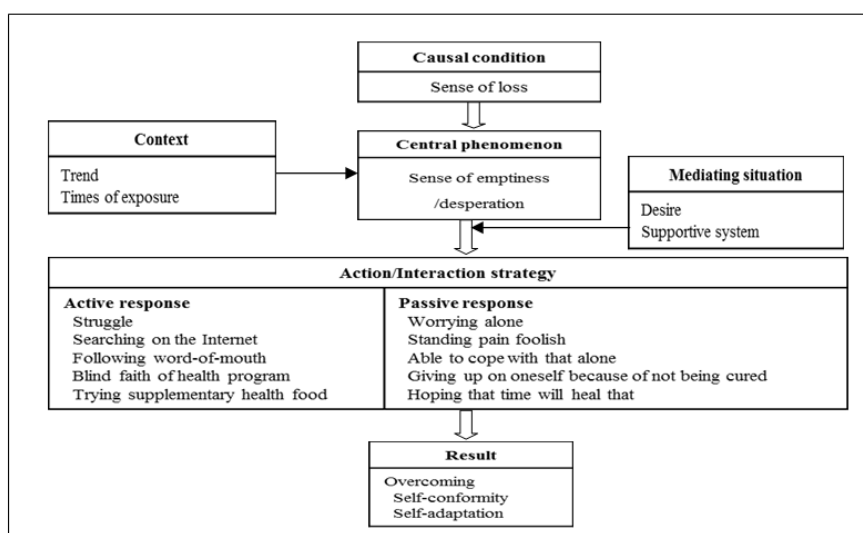 Causal condition
Sense of loss
Context
Trend
Times of exposure
Central phenomenon
Sense of emptiness
/desperation
Mediating situation
Desire
Supportive system
Action/Interaction strategy
Active response
Struggle
Searching on the Internet
Following word-of-mouth
Blind faith of health program
Trying supplementary health food
Passive response
Worrying alone
Standing pain foolish
Able to cope with that alone
Giving up on oneself because of not being cured
Hoping that time will heal that
Result
Overcoming
Self-conformity
Self-adaptation